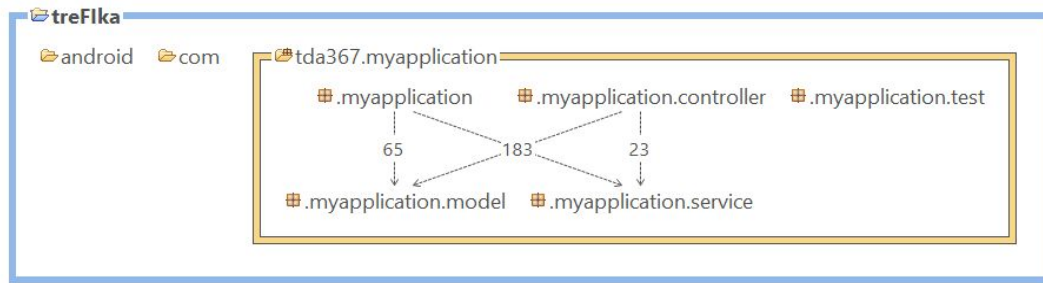 treFIka
android com tda367.myapplication
.myapplication .myapplication.controller .myapplication.test
65 183 23
.myapplication.model .myapplication.service